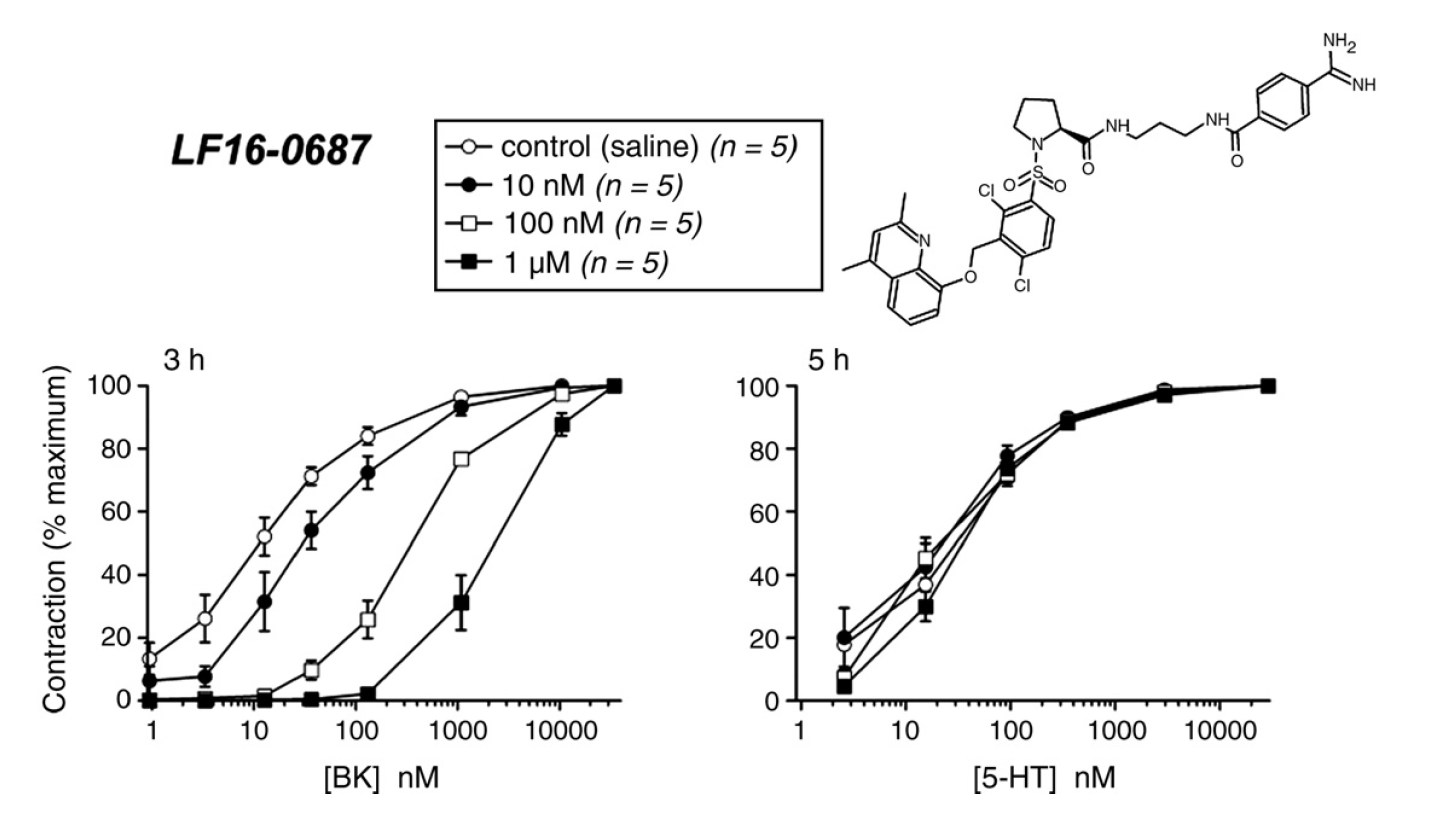 LF16-0687
control (saline) (n = 5)
10 nM (n = 5)
100 nM (n = 5)
1 µM (n = 5)
NH2
NH
NH
O
NH
O
N
O S O
Cl
N
O
Cl
3 h
Contraction (% maximum)
100
80
60
40
20
0
1 10 100 1000 10000
[BK] nM
5 h
100
80
60
40
20
0
1 10 100 1000 10000
[5-HT] nM